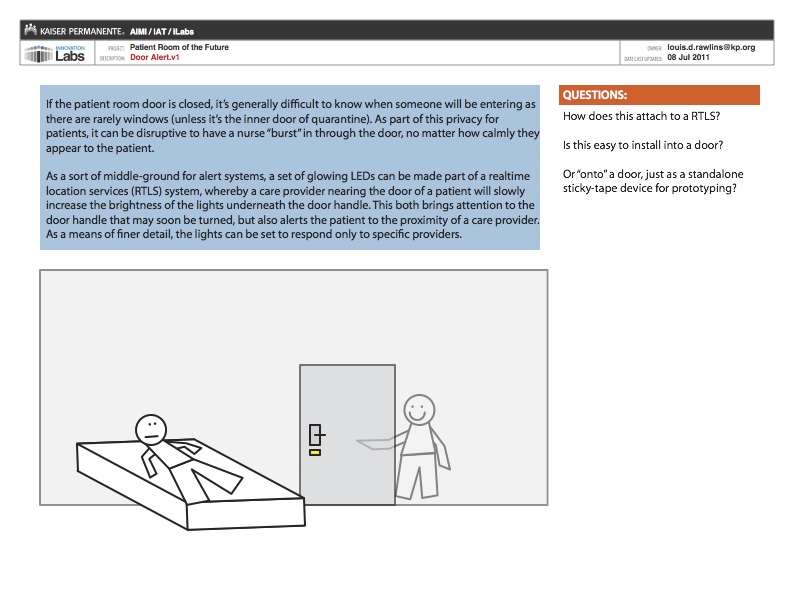 KAISER PERMANENTE® AIMI / IAT / ILabs
INNOVATION
Labs
PROJECT: Patient Room of the Future
DESCRIPTION: Door Alert.v1
OWNER: louis.d.rawlins@kp.org
DATE LAST UPDATED: 08 Jul 2011
If the patient room door is closed, it's generally difficult to know when someone will be entering as
there are rarely windows (unless it's the inner door of quarantine). As part of this privacy for
patients, it can be disruptive to have a nurse "burst" in through the door, no matter how calmly they
appear to the patient.
As a sort of middle-ground for alert systems, a set of glowing LEDs can be made part of a realtime
location services (RTLS) system, whereby a care provider nearing the door of a patient will slowly
increase the brightness of the lights underneath the door handle. This both brings attention to the
door handle that may soon be turned, but also alerts the patient to the proximity of a care provider.
As a means of finer detail, the lights can be set to respond only to specific providers.
QUESTIONS:
How does this attach to a RTLS?
Is this easy to install into a door?
Or "onto" a door, just as a standalone
sticky-tape device for prototyping?